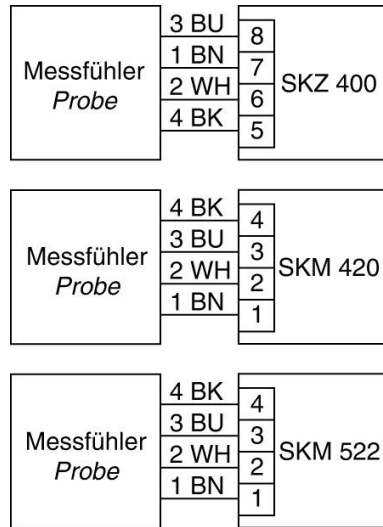 3 BU
1 BN
2 WH
4 BK
Messfühler
Probe
8
7
6
5
SKZ 400
4 BK
3 BU
2 WH
1 BN
Messfühler
Probe
4
3
2
1
SKM 420
4 BK
3 BU
2 WH
1 BN
Messfühler
Probe
4
3
2
1
SKM 522